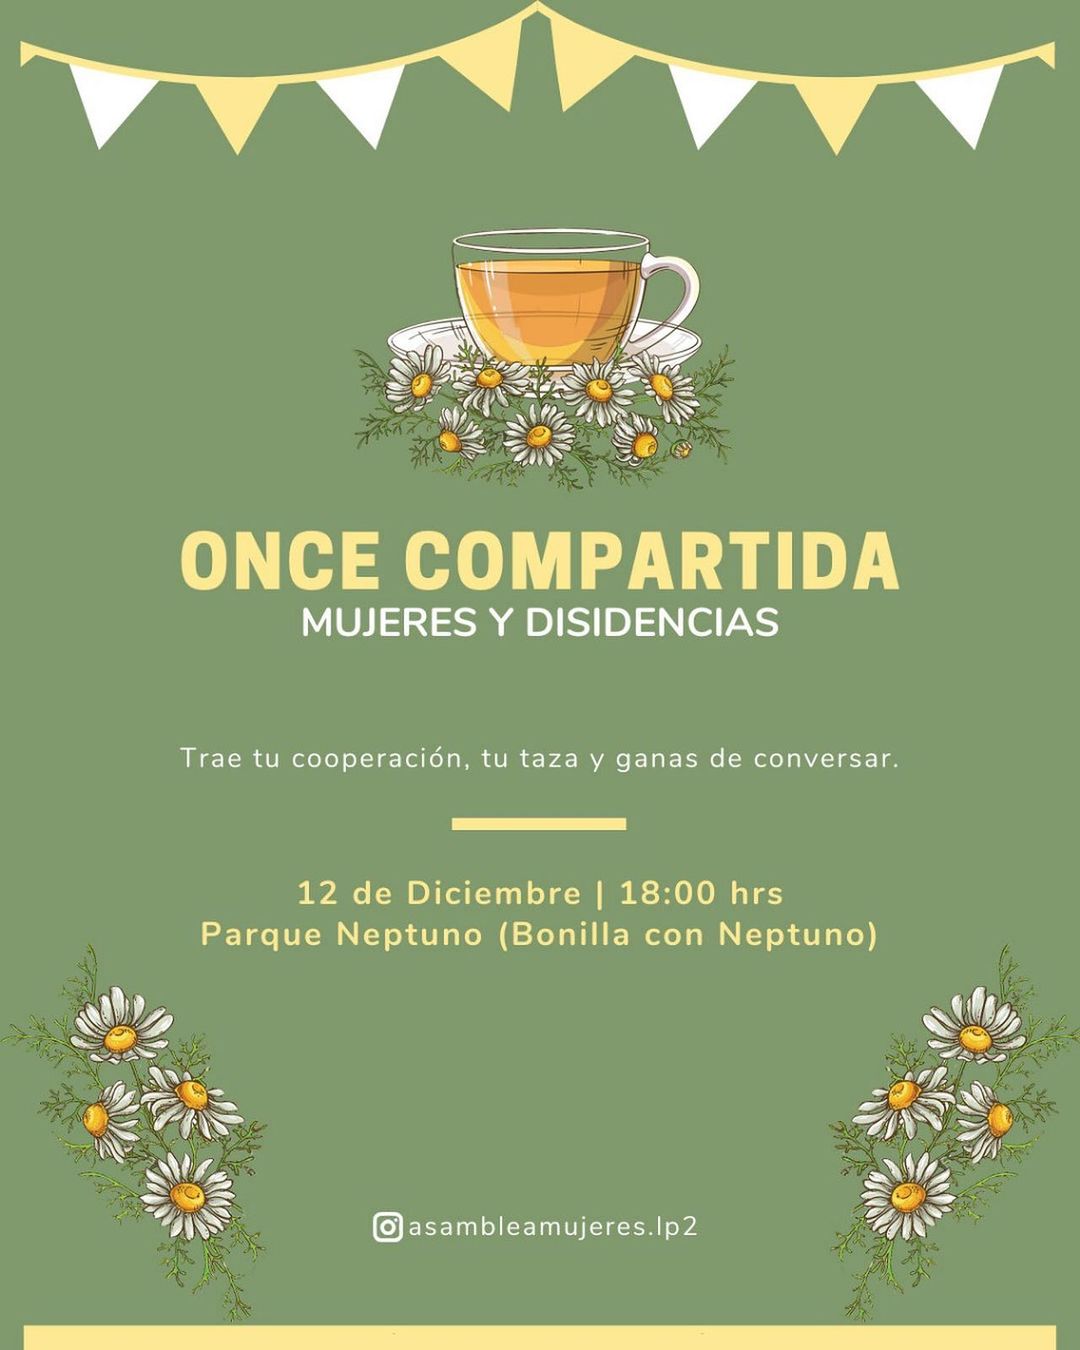 ONCE COMPARTIDA
MUJERES Y DISIDENCIAS
Trae tu cooperación, tu taza y ganas de conversar.
12 de Diciembre | 18:00 hrs
Parque Neptuno (Bonilla con Neptuno)
asambleamujeres.lp2